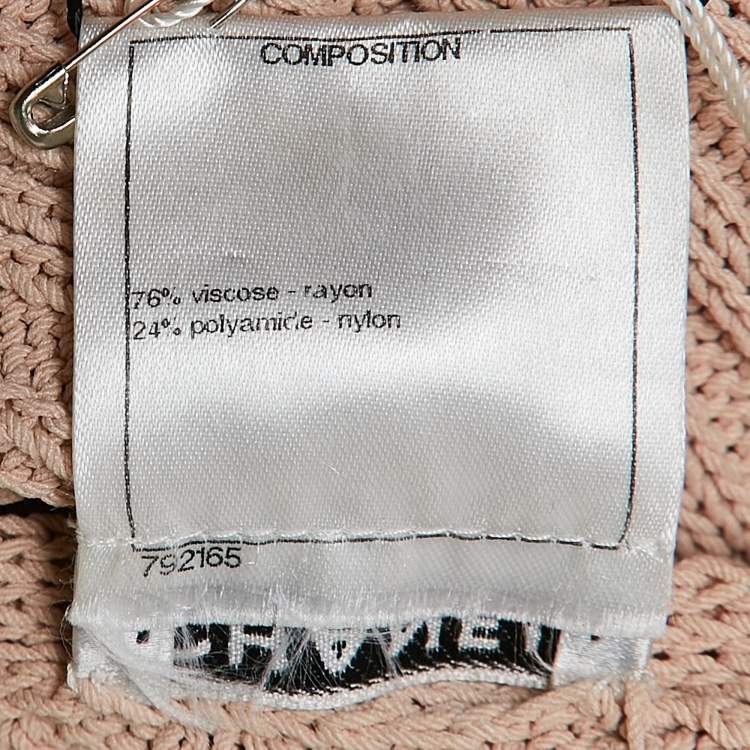 COMPOSITION
76% viscose - rayon
24% polyamide - nylon
792165